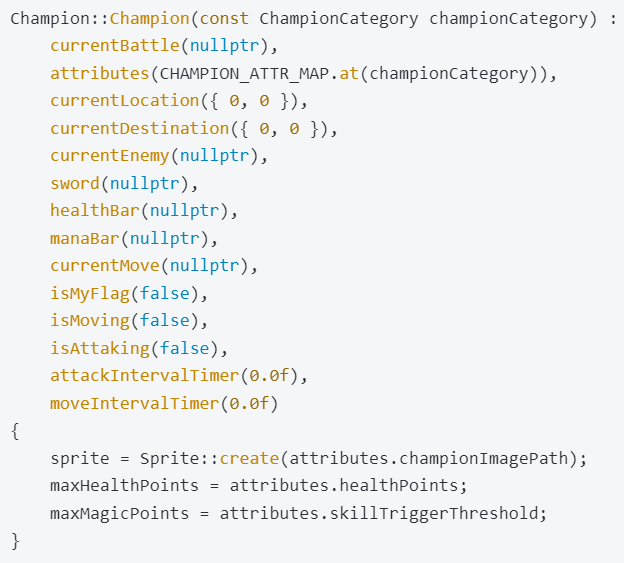 Champion::Champion(const ChampionCategory championCategory) :
    currentBattle(nullptr),
    attributes(CHAMPION_ATTR_MAP.at(championCategory)),
    currentLocation({ 0, 0 }),
    currentDestination({ 0, 0 }),
    currentEnemy(nullptr),
    sword(nullptr),
    healthBar(nullptr),
    manaBar(nullptr),
    currentMove(nullptr),
    isMyFlag(false),
    isMoving(false),
    isAttaking(false),
    attackIntervalTimer(0.0f),
    moveIntervalTimer(0.0f)
{
    sprite = Sprite::create(attributes.championImagePath);
    maxHealthPoints = attributes.healthPoints;
    maxMagicPoints = attributes.skillTriggerThreshold;
}